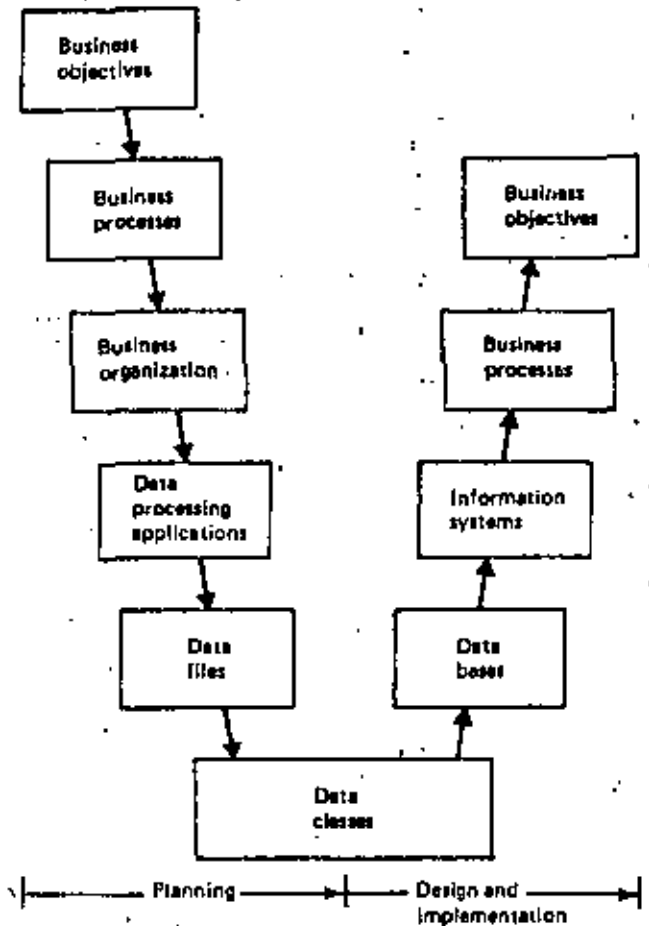 Business
objectives
Business
processes
Business
organization
Data
processing
applications
Data
files
Data
classes
Data
bases
Information
systems
Business
processes
Business
objectives
Planning
Design and
implementation